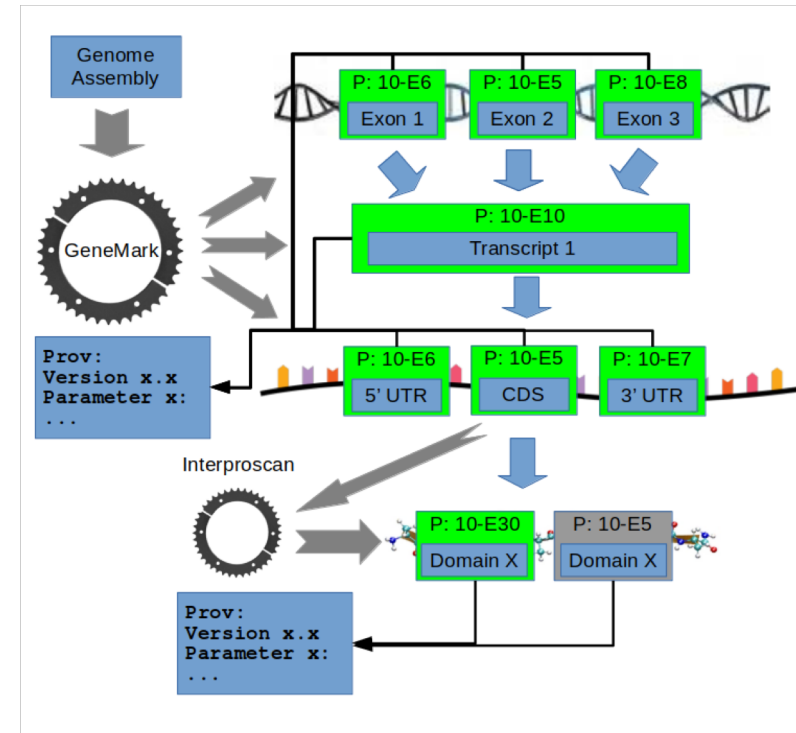 Genome
Assembly
P: 10-E6
P: 10-E5
P: 10-E8
Exon 1
Exon 2
Exon 3
P: 10-E10
Transcript 1
GeneMark
Prov:
Version x.x
Parameter x:
...
P: 10-E6
P: 10-E5
P: 10-E7
5' UTR
CDS
3' UTR
Interproscan
P: 10-E30
P: 10-E5
Domain X
Domain X
Prov:
Version x.x
Parameter x:
...